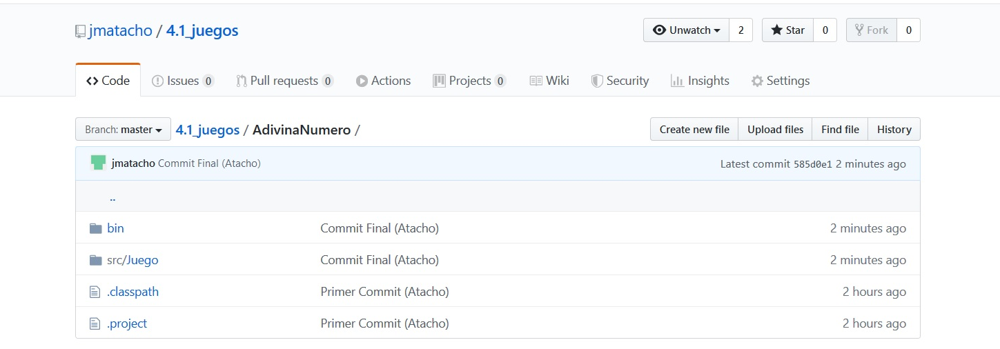 jmatacho / 4.1_juegos Unwatch 2 Star 0 Fork 0
Code Issues 0 Pull requests 0 Actions Projects 0 Wiki Security Insights Settings
Branch: master 4.1_juegos / AdivinaNumero / Create new file Upload files Find file History
jmatacho Commit Final (Atacho) Latest commit 585d0e1 2 minutes ago
..
bin Commit Final (Atacho) 2 minutes ago
src/Juego Commit Final (Atacho) 2 minutes ago
.classpath Primer Commit (Atacho) 2 hours ago
.project Primer Commit (Atacho) 2 hours ago